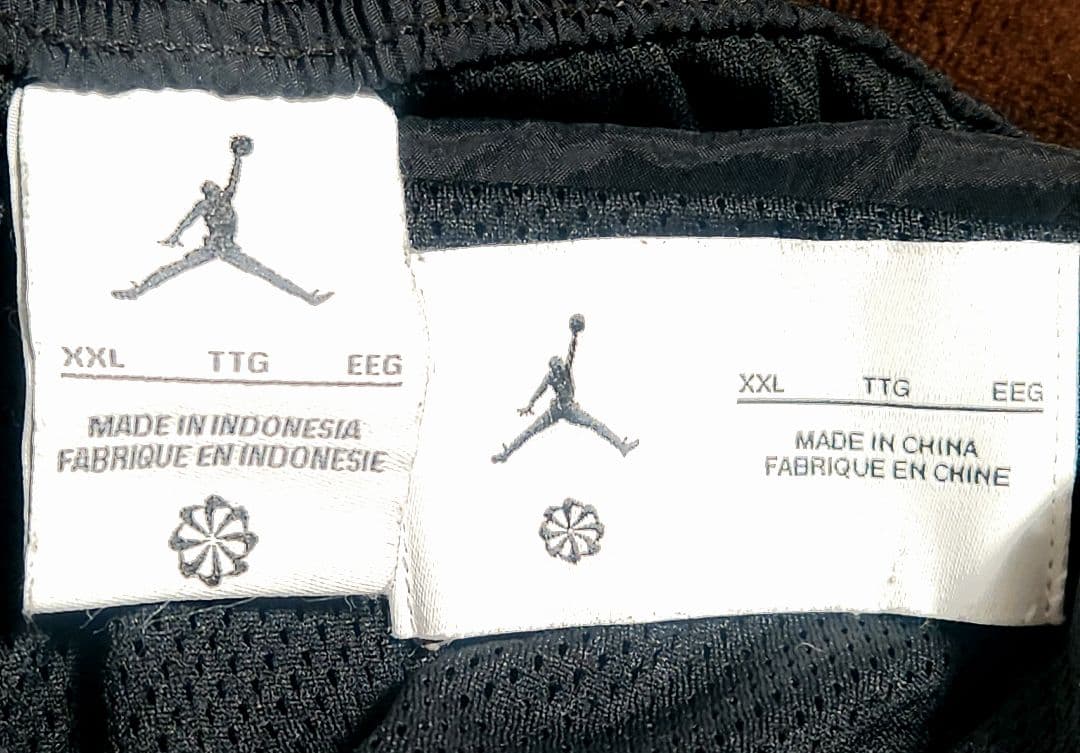 XXL TTG EEG
MADE IN INDONESIA
FABRIQUE EN INDONESIE
XXL TTG EEG
MADE IN CHINA
FABRIQUE EN CHINE